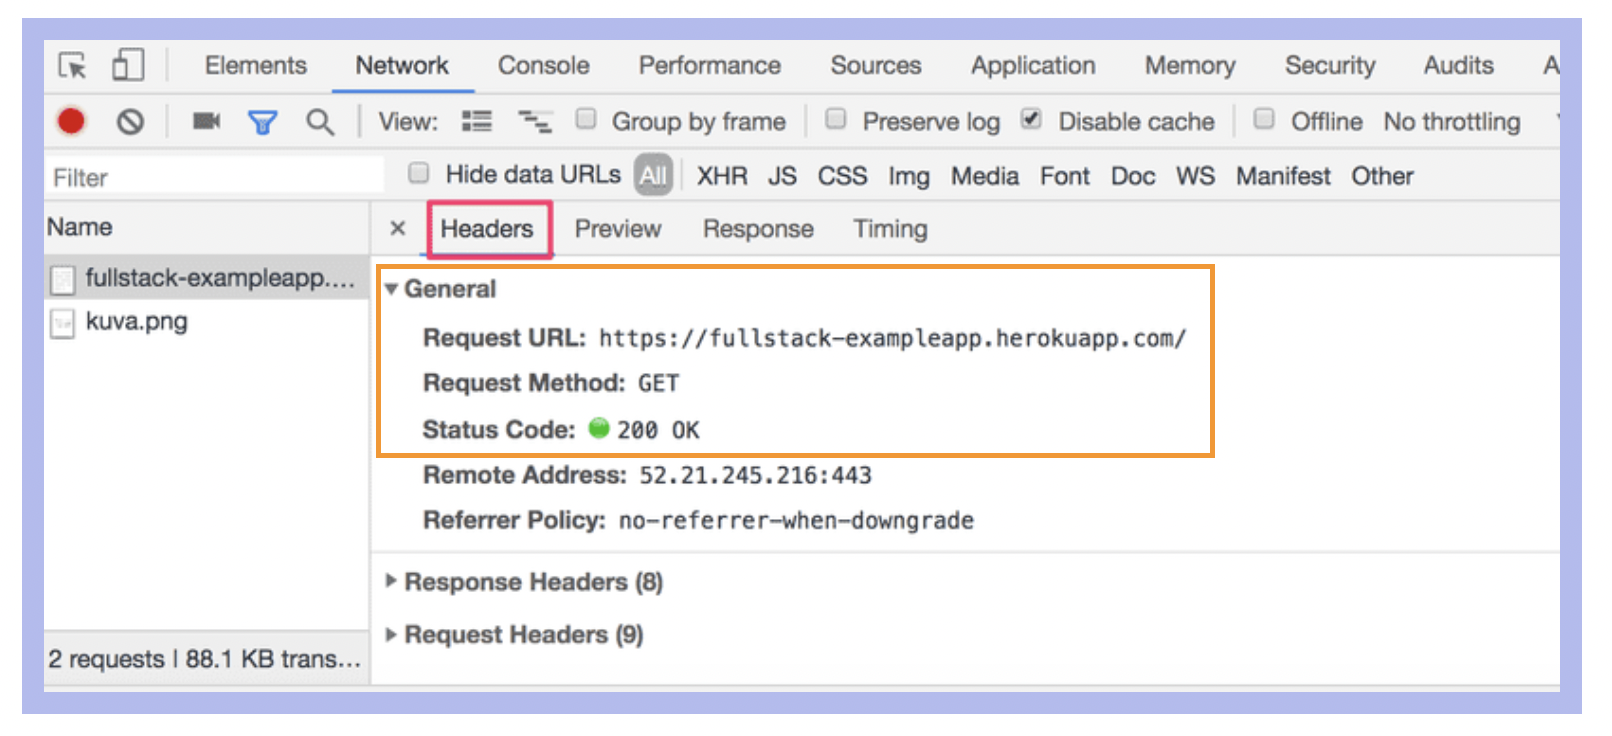 Elements Network Console Performance Sources Application Memory Security Audits A
View: Group by frame Preserve log Disable cache Offline No throttling
Filter Hide data URLs All XHR JS CSS Img Media Font Doc WS Manifest Other
Name
× Headers Preview Response Timing
fullstack-exampleapp....
kuva.png
General
Request URL: https://fullstack-exampleapp.herokuapp.com/
Request Method: GET
Status Code: 200 OK
Remote Address: 52.21.245.216:443
Referrer Policy: no-referrer-when-downgrade
Response Headers (8)
Request Headers (9)
2 requests | 88.1 KB trans...